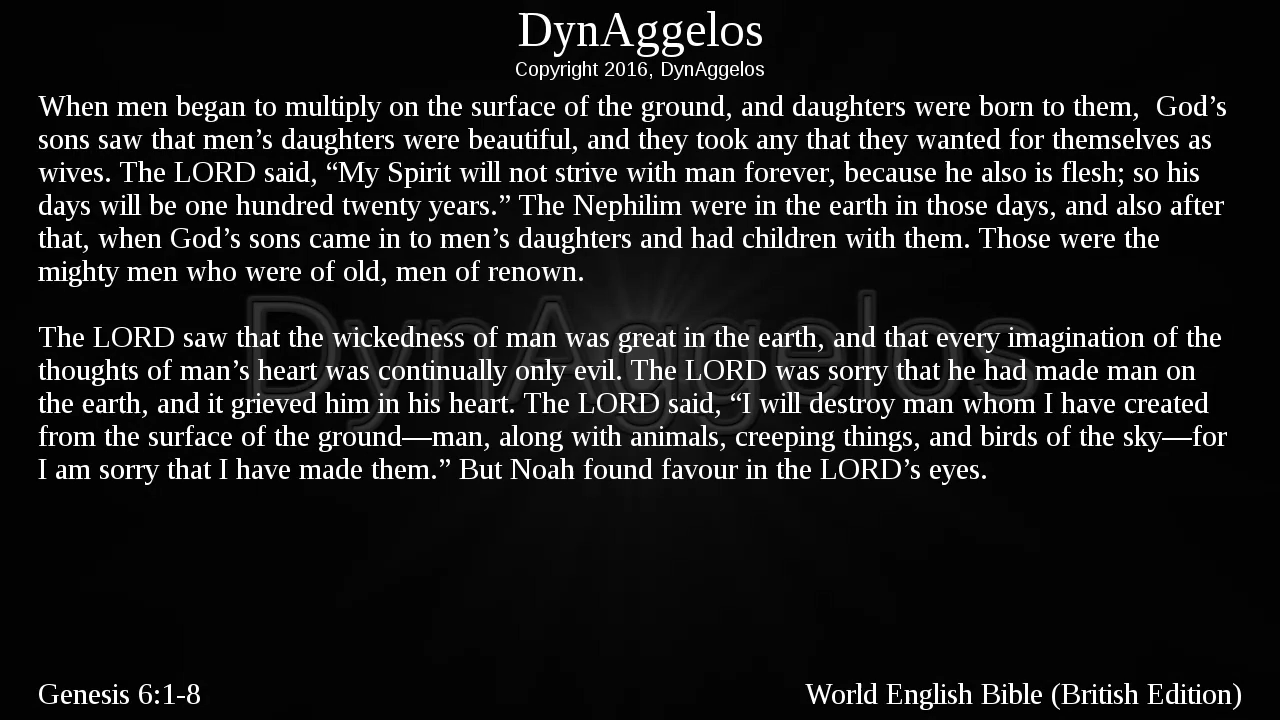 DynAggelos
Copyright 2016, DynAggelos
When men began to multiply on the surface of the ground, and daughters were born to them,  God’s
sons saw that men’s daughters were beautiful, and they took any that they wanted for themselves as
wives. The LORD said, “My Spirit will not strive with man forever, because he also is flesh; so his
days will be one hundred twenty years.” The Nephilim were in the earth in those days, and also after
that, when God’s sons came in to men’s daughters and had children with them. Those were the
mighty men who were of old, men of renown.
DynAggelos
The LORD saw that the wickedness of man was great in the earth, and that every imagination of the
thoughts of man’s heart was continually only evil. The LORD was sorry that he had made man on
the earth, and it grieved him in his heart. The LORD said, “I will destroy man whom I have created
from the surface of the ground—man, along with animals, creeping things, and birds of the sky—for
I am sorry that I have made them.” But Noah found favour in the LORD’s eyes.
Genesis 6:1-8
World English Bible (British Edition)